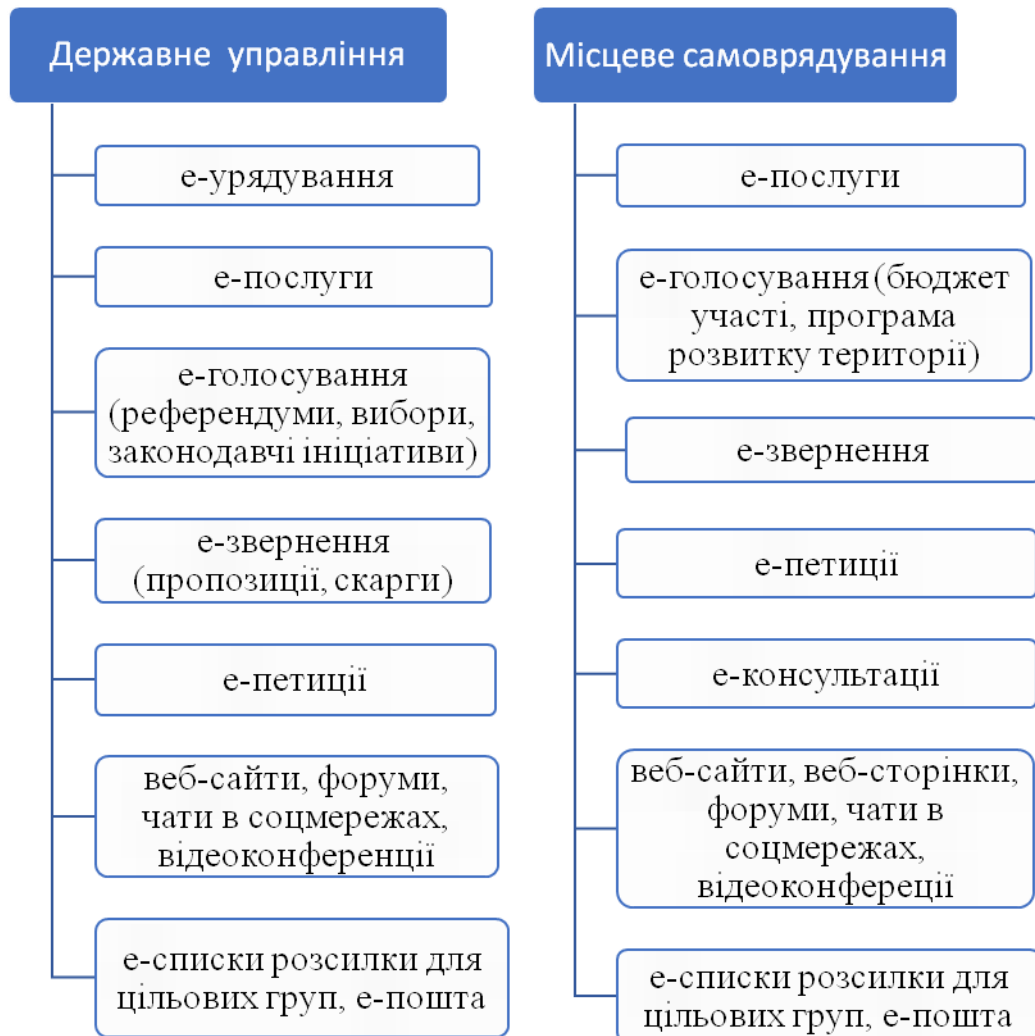 Державне управління
е-урядування
е-послуги
е-голосування
(референдуми, вибори,
законодавчі ініціативи)
е-звернення
(пропозиції, скарги)
е-петиції
веб-сайти, форуми,
чати в соцмережах,
відеоконференції
е-списки розсилки для
цільових груп, е-пошта
Місцеве самоврядування
е-послуги
е-голосування (бюджет
участі, програма
розвитку території)
е-звернення
е-петиції
е-консультації
веб-сайти, веб-сторінки,
форуми, чати в
соцмережах,
відеоконфереції
е-списки розсилки для
цільових груп, е-пошта